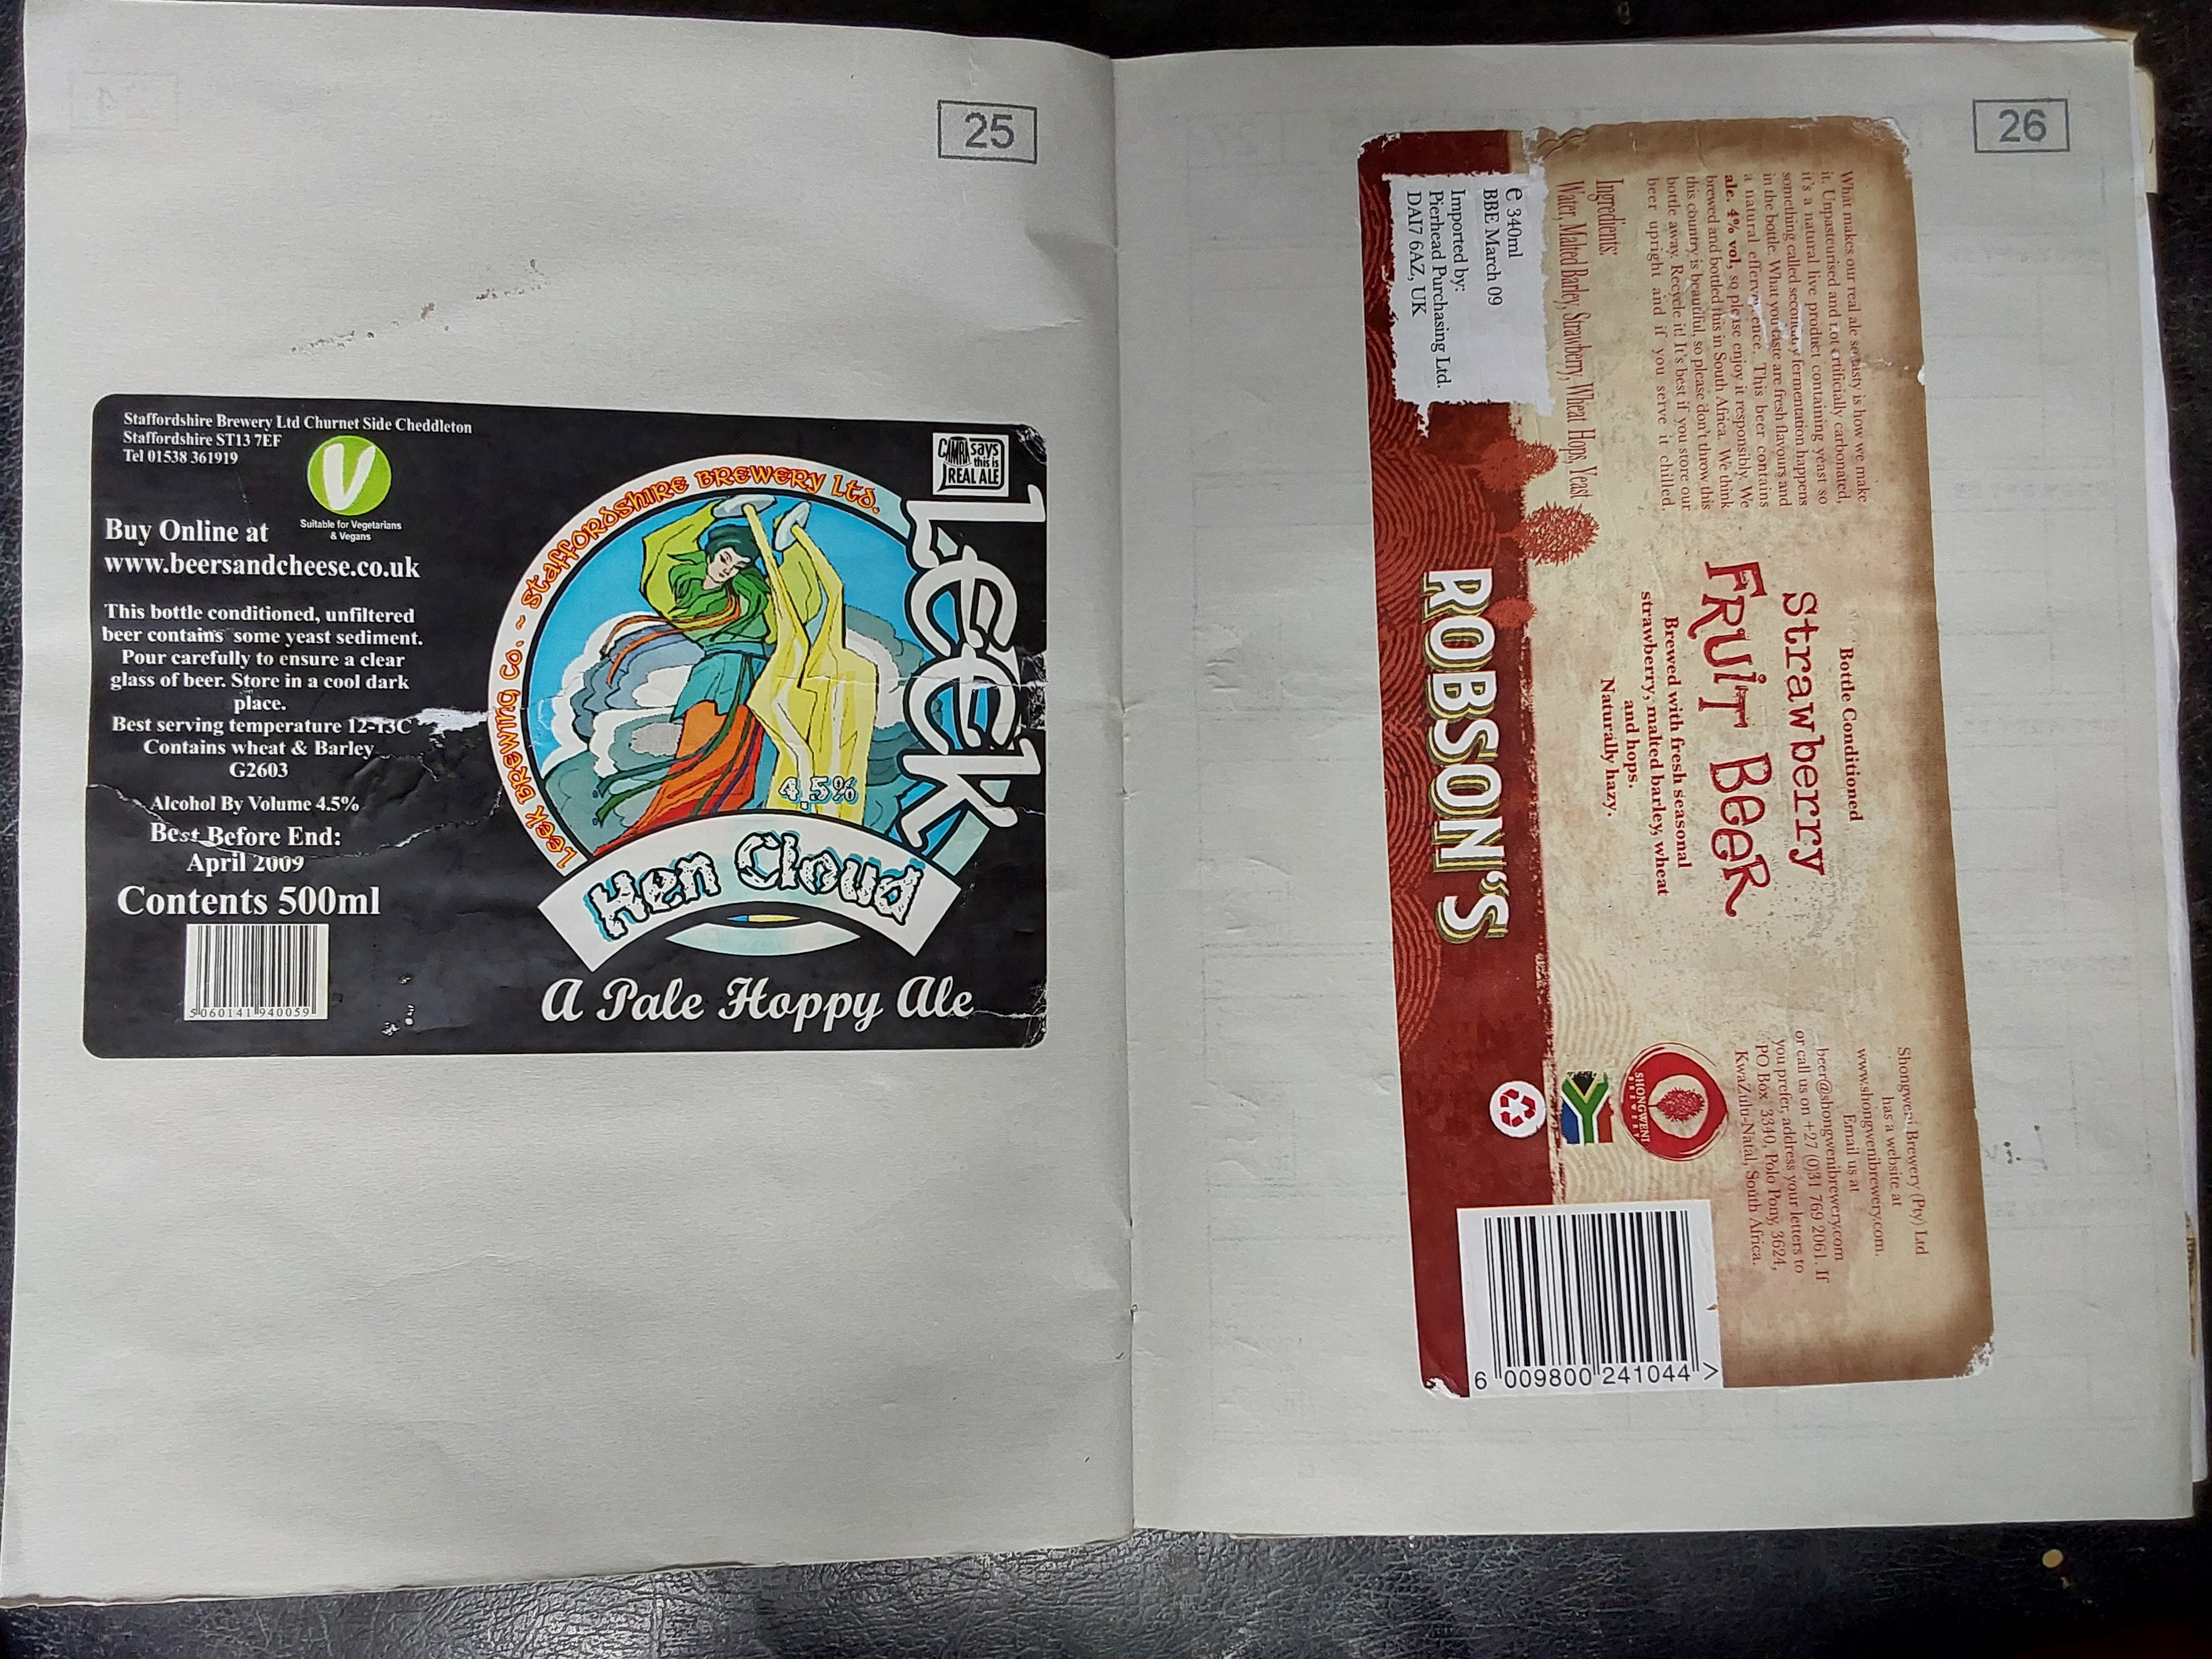 25
Staffordshire Brewery Ltd Churnet Side Cheddleton
Staffordshire ST13 7EF
Tel 01538 361919
Suitable for Vegetarians
& Vegans
Buy Online at
www.beersandcheese.co.uk
This bottle conditioned, unfiltered
beer contains some yeast sediment.
Pour carefully to ensure a clear
glass of beer. Store in a cool dark
place.
Best serving temperature 12-13C
Contains wheat & Barley
G2603
Alcohol By Volume 4.5%
Best Before End:
April 2009
Contents 500ml
5 060141 940059
CAMRA says
this is
REAL ALE
Leek Brewing Co. ~ Staffordshire Brewery Ltd.
Leek
4.5%
Hen Cloud
A Pale Hoppy Ale
26
What makes our real ale so tasty is how we make
it. Unpasteurised and not artificially carbonated,
it's a natural live product containing yeast so
something called secondary fermentation happens
in the bottle. What you taste are fresh flavours and
a natural effervescence. This beer contains
ale. 4% vol, so please enjoy it responsibly. We
brewed and bottled this in South Africa. We think
this country is beautiful, so please don't throw this
bottle away. Recycle it! It's best if you store our
beer upright and if you serve it chilled.
Ingredients:
Water, Malted Barley, Strawberry, Wheat Hops, Yeast
e 340ml
BBE March 09
Imported by:
Pierhead Purchasing Ltd.
DA17 6AZ, UK
Bottle Conditioned
Strawberry
Fruit Beer
Brewed with fresh seasonal
strawberry, malted barley, wheat
and hops.
Naturally hazy.
ROBSON'S
Shongweni Brewery (Pty) Ltd
has a website at
www.shongwenibrewery.com.
Email us at
beer@shongwenibrewery.com
or call us on +27 (0)31 769 2061. If
you prefer, address your letters to
PO Box 3340, Polo Pony, 3624,
KwaZulu-Natal, South Africa.
SHONGWENI
BREWERY
6 009800 241044 >